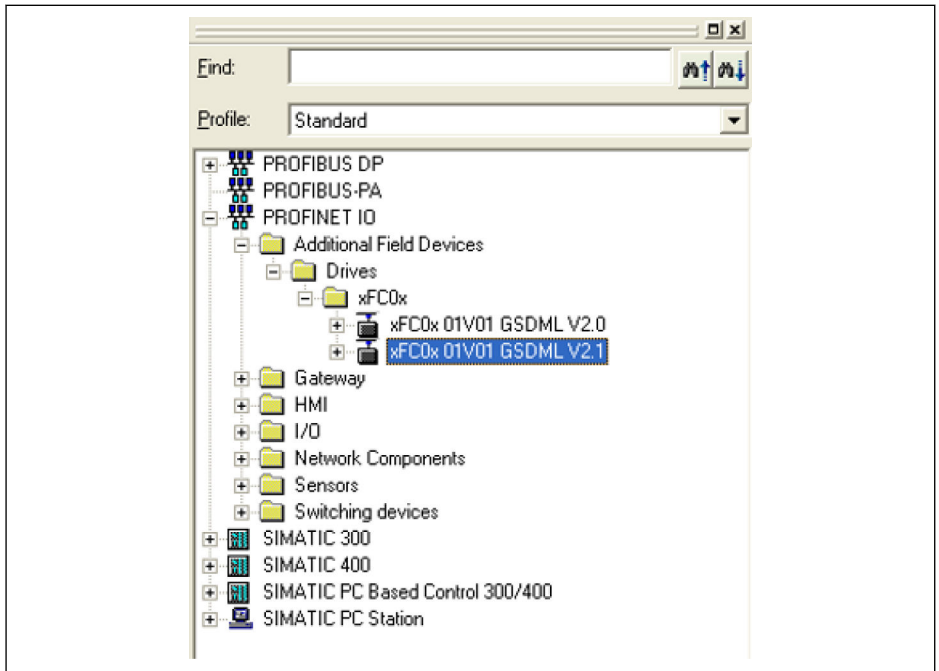 Find:
Profile: Standard
PROFIBUS DP
PROFIBUS-PA
PROFINET IO
Additional Field Devices
Drives
xFC0x
xFC0x 01V01 GSDML V2.0
xFC0x 01V01 GSDML V2.1
Gateway
HMI
I/O
Network Components
Sensors
Switching devices
SIMATIC 300
SIMATIC 400
SIMATIC PC Based Control 300/400
SIMATIC PC Station